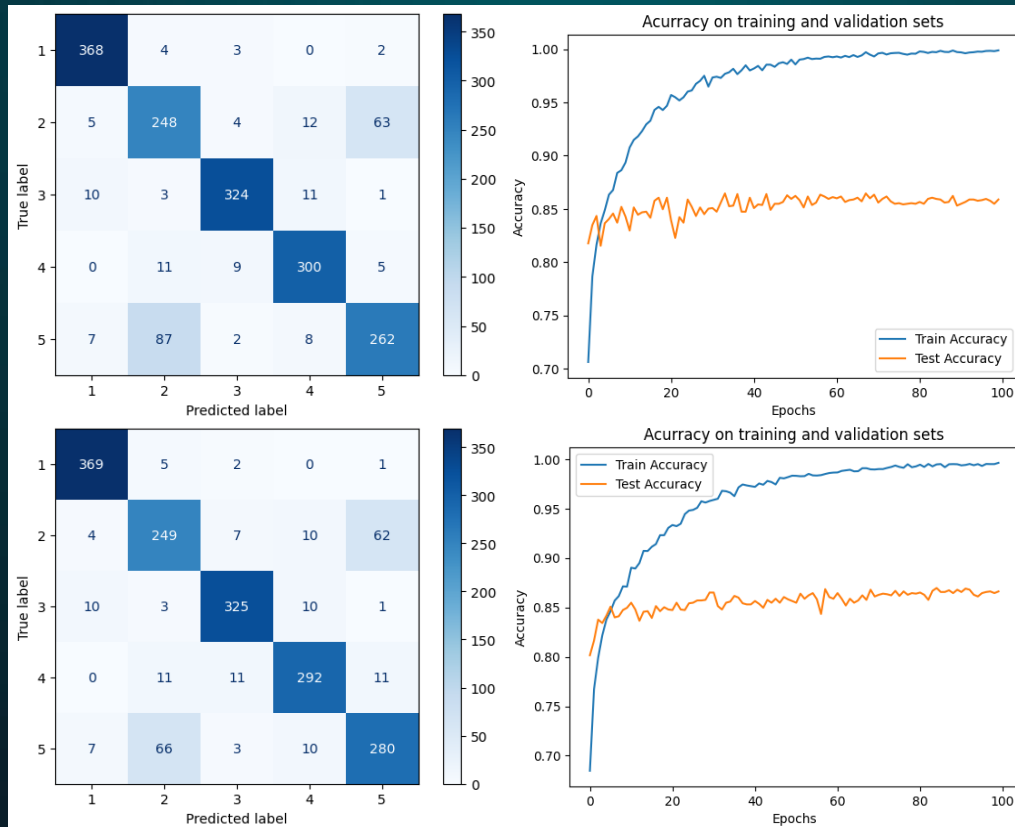 1 368 4 3 0 2
2 5 248 4 12 63
3 10 3 324 11 1
4 0 11 9 300 5
5 7 87 2 8 262
1 2 3 4 5
True label
Predicted label
350
300
250
200
150
100
50
0
Acurracy on training and validation sets
1.00
0.95
0.90
0.85
0.80
0.75
0.70
Accuracy
Train Accuracy
Test Accuracy
0 20 40 60 80 100
Epochs
1 369 5 2 0 1
2 4 249 7 10 62
3 10 3 325 10 1
4 0 11 11 292 11
5 7 66 3 10 280
1 2 3 4 5
True label
Predicted label
350
300
250
200
150
100
50
0
Acurracy on training and validation sets
Train Accuracy
Test Accuracy
1.00
0.95
0.90
0.85
0.80
0.75
0.70
Accuracy
0 20 40 60 80 100
Epochs